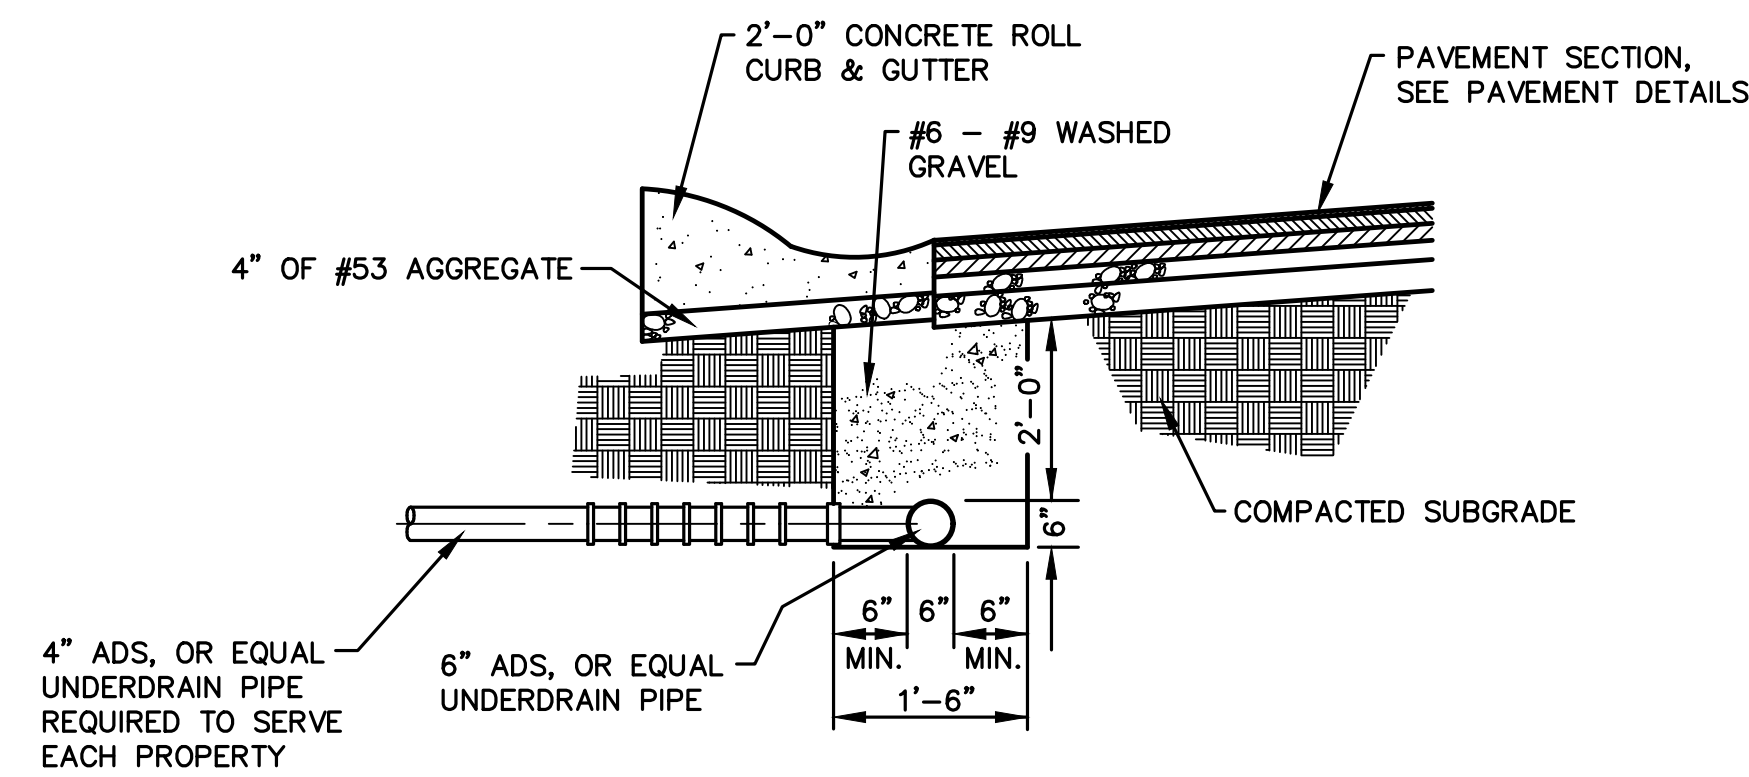 2'-0" CONCRETE ROLL
CURB & GUTTER
PAVEMENT SECTION,
SEE PAVEMENT DETAILS
#6 - #9 WASHED
GRAVEL
4" OF #53 AGGREGATE
2'-0"
COMPACTED SUBGRADE
6"
6" 6" 6"
MIN. MIN.
1'-6"
4" ADS, OR EQUAL
UNDERDRAIN PIPE
REQUIRED TO SERVE
EACH PROPERTY
6" ADS, OR EQUAL
UNDERDRAIN PIPE